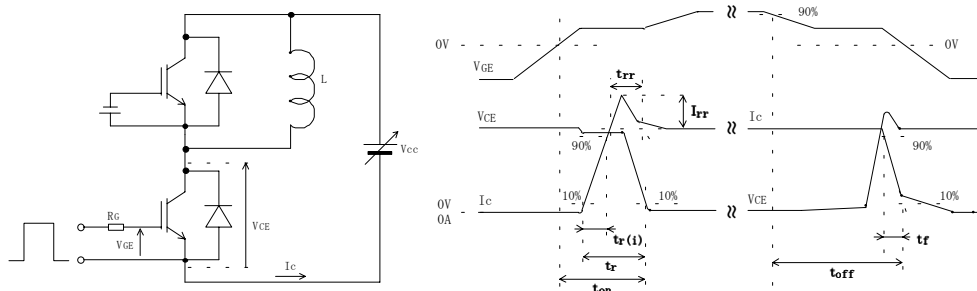 L
Vcc
RG
VGE
VCE
Ic
0V
VGE
90%
0V
trr
Irr
VCE
90%
Ic
90%
10%
10%
Ic
0V
0A
VCE
10%
tr(i)
tr
ton
tf
toff